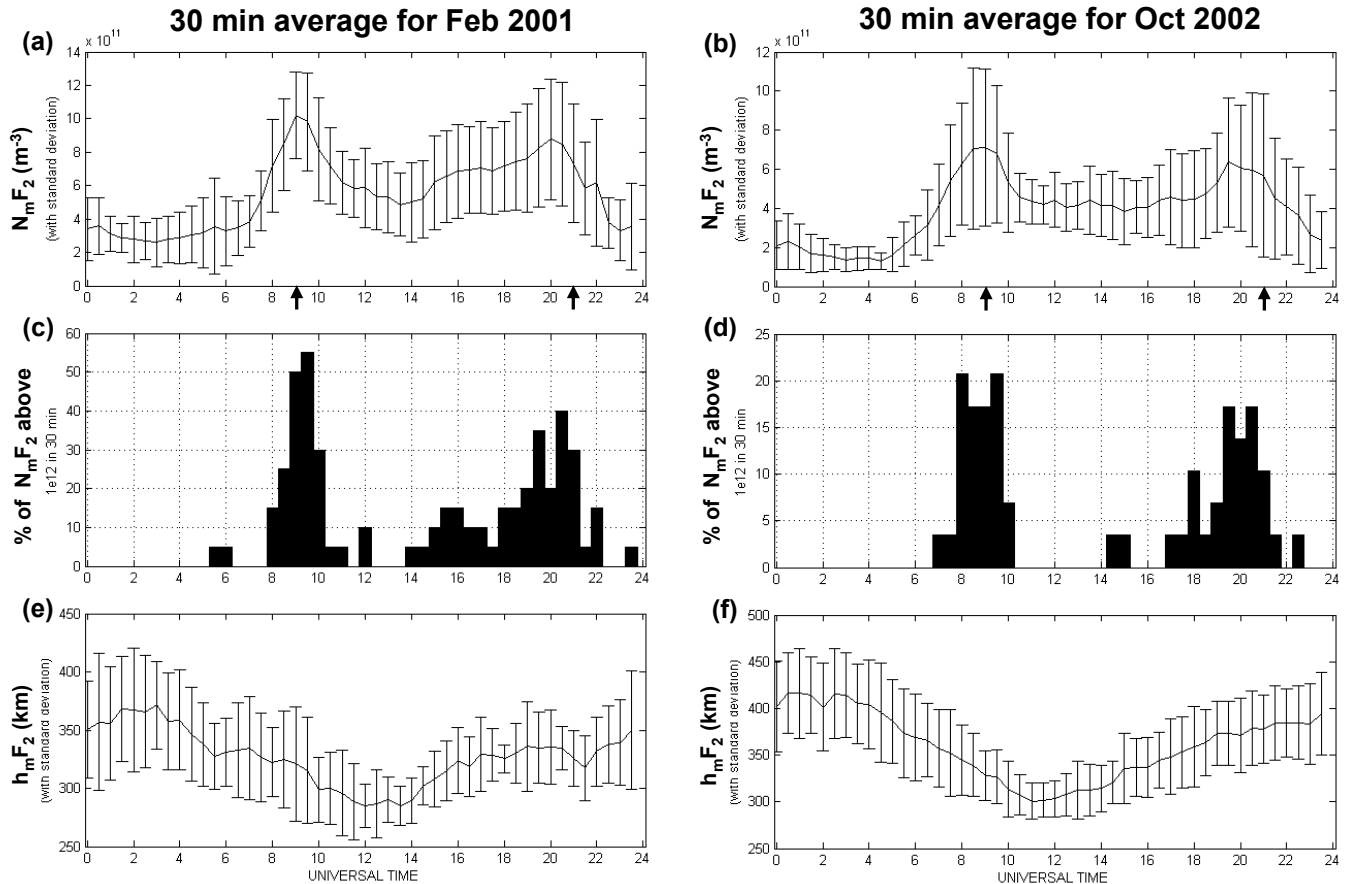 30 min average for Feb 2001
30 min average for Oct 2002
(a)
x 10^11
14
12
10
8
6
4
2
0
NmF2 (m-3)
(with standard deviation)
0 2 4 6 8 10 12 14 16 18 20 22 24
(b)
x 10^11
12
10
8
6
4
2
0
NmF2 (m-3)
(with standard deviation)
0 2 4 6 8 10 12 14 16 18 20 22 24
(c)
60
50
40
30
20
10
0
% of NmF2 above
1e12 in 30 min
0 2 4 6 8 10 12 14 16 18 20 22 24
(d)
25
20
15
10
5
0
% of NmF2 above
1e12 in 30 min
0 2 4 6 8 10 12 14 16 18 20 22 24
(e)
450
400
350
300
250
hmF2 (km)
(with standard deviation)
0 2 4 6 8 10 12 14 16 18 20 22 24
UNIVERSAL TIME
(f)
500
450
400
350
300
250
hmF2 (km)
(with standard deviation)
0 2 4 6 8 10 12 14 16 18 20 22 24
UNIVERSAL TIME